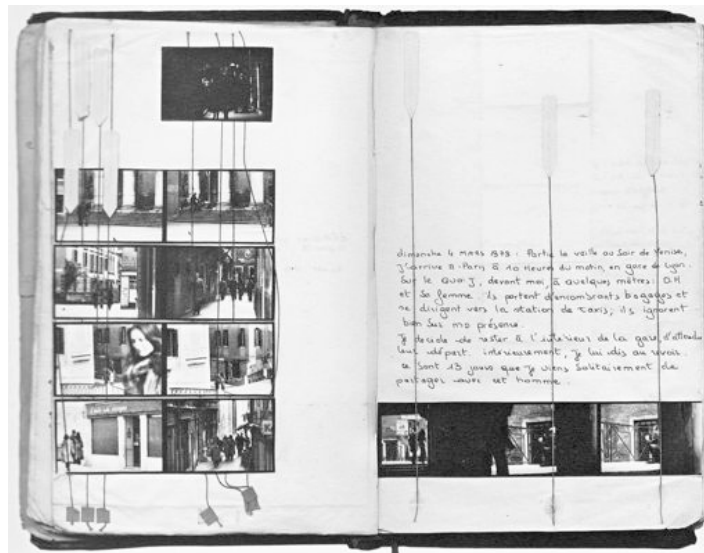 dimanche 4 MARS 1979 : Partie la veille au soir de Venise,
j'arrive à Paris à 10 Heures du matin, en gare de Lyon.
Sur le Quai J, devant moi, à quelques mètres : O.H
et sa femme. ils portent d'encombrants bagages et
se dirigent vers la station de Taxis; ils ignorent
bien sur ma présence.
Je décide de rester à l'intérieur de la gare, d'attendre
leur départ. intérieurement, je lui dis au revoir.
ce sont 13 jours que je viens solitairement de
partager avec cet homme.